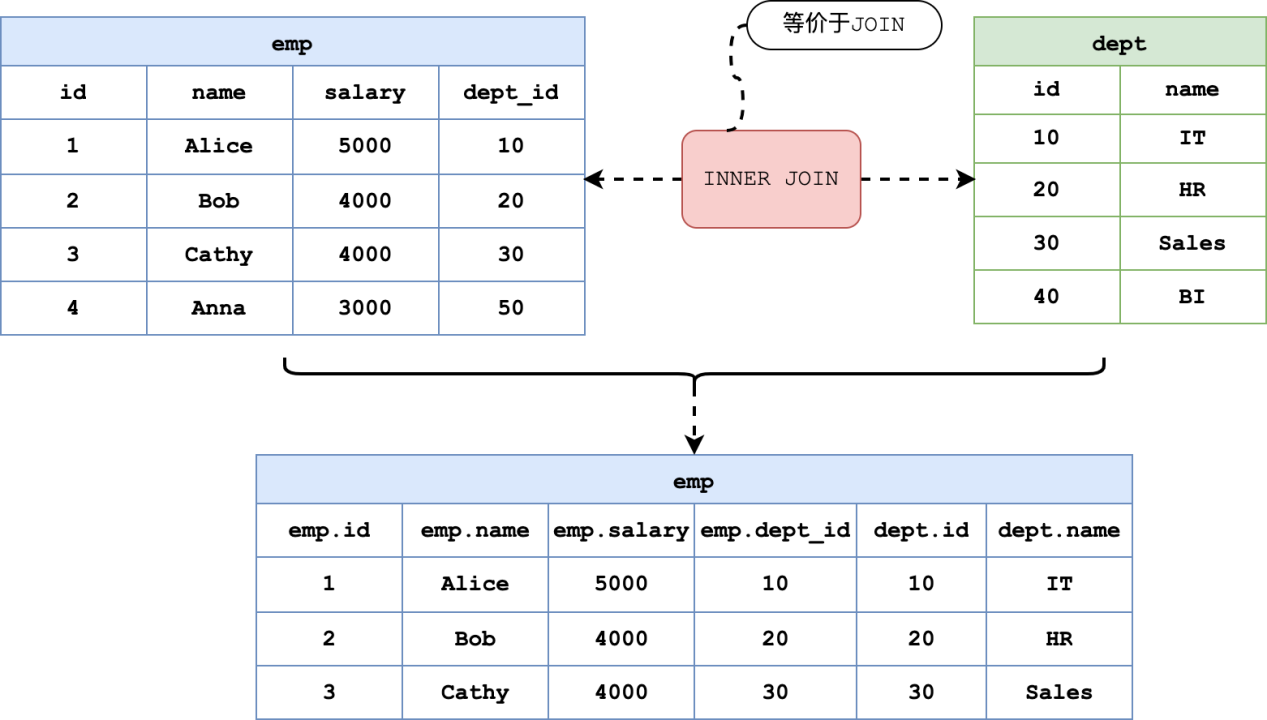 等价于JOIN
emp
id name salary dept_id
1 Alice 5000 10
2 Bob 4000 20
3 Cathy 4000 30
4 Anna 3000 50
INNER JOIN
dept
id name
10 IT
20 HR
30 Sales
40 BI
emp
emp.id emp.name emp.salary emp.dept_id dept.id dept.name
1 Alice 5000 10 10 IT
2 Bob 4000 20 20 HR
3 Cathy 4000 30 30 Sales